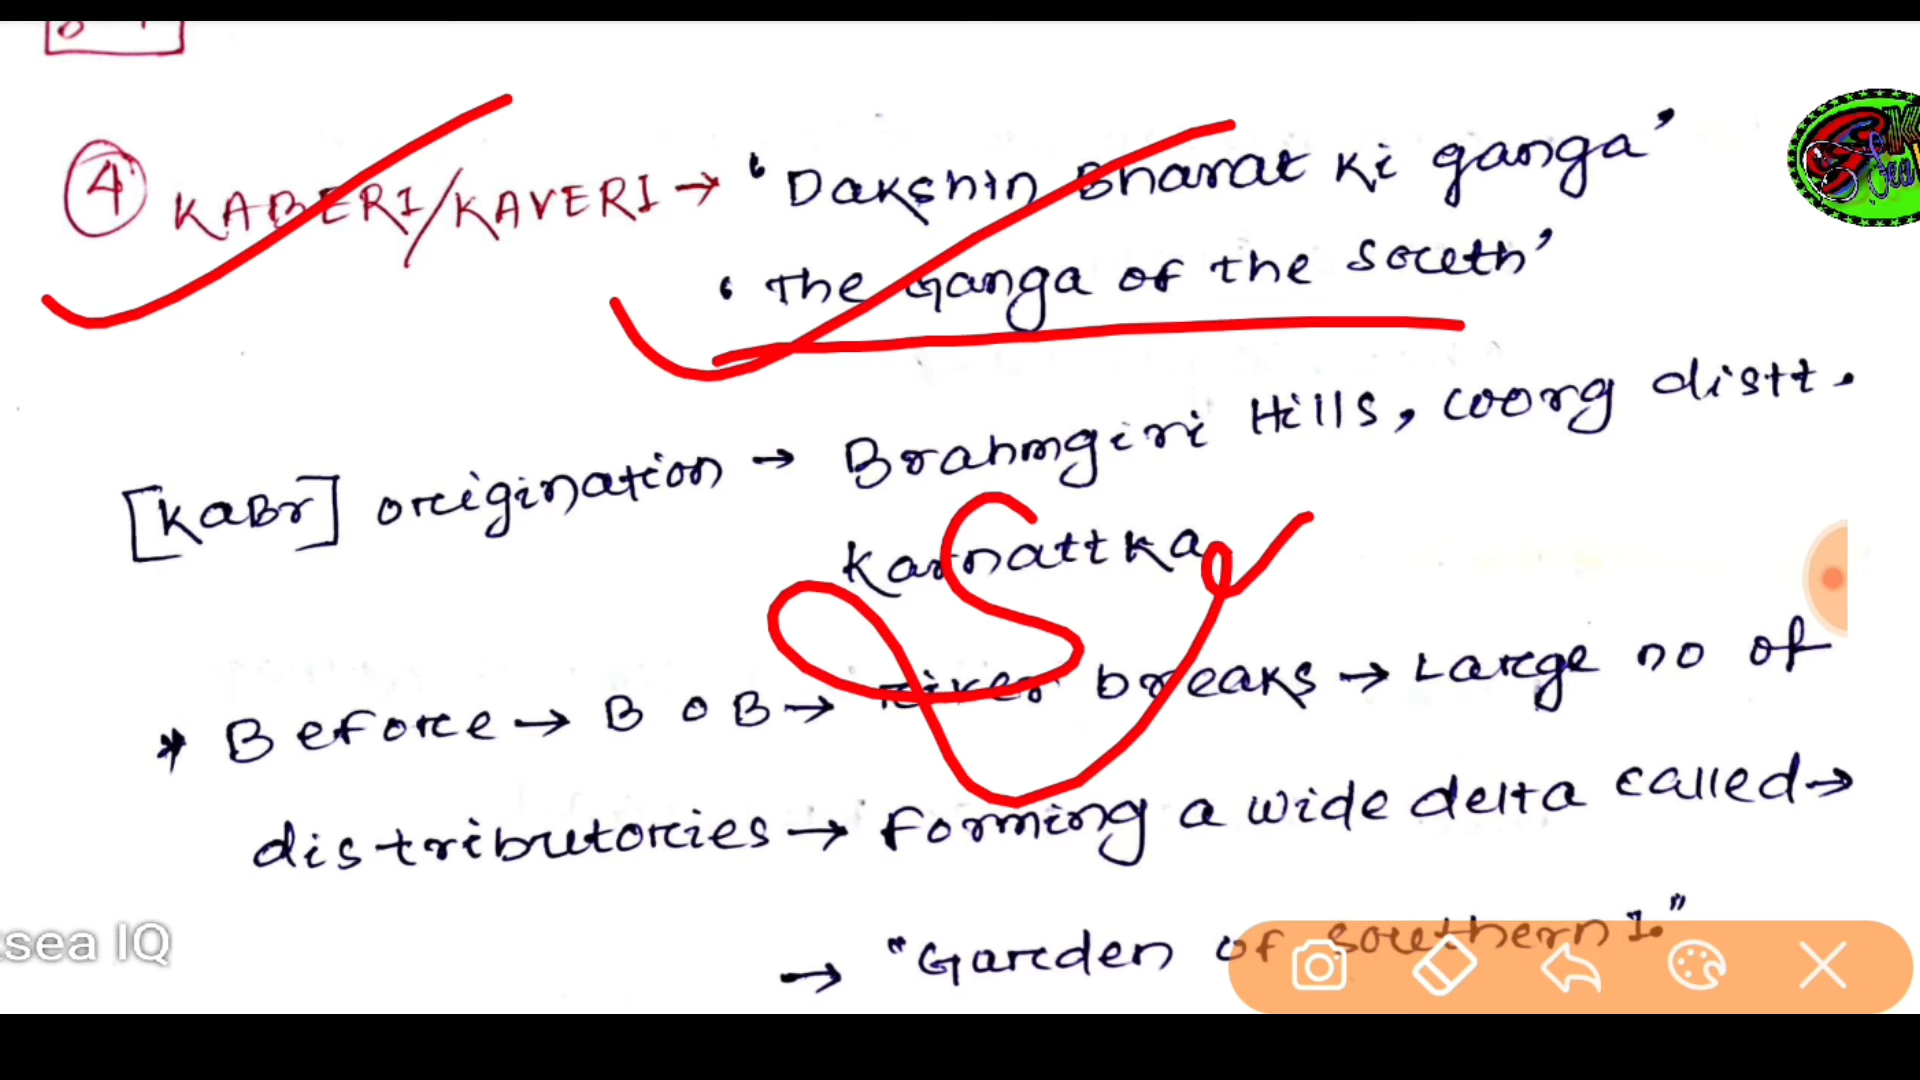 ④ KABERI/KAVERI → 'Dakshin Bharat Ki ganga'
'The Ganga of the South'
[KaBr] origination → Brahmgiri Hills, coorg distt.
Karnattka
* Before → B O B → river breaks → Large no of
distributories → Forming a wide delta called →
→ "Garden of Southern I."
sea IQ